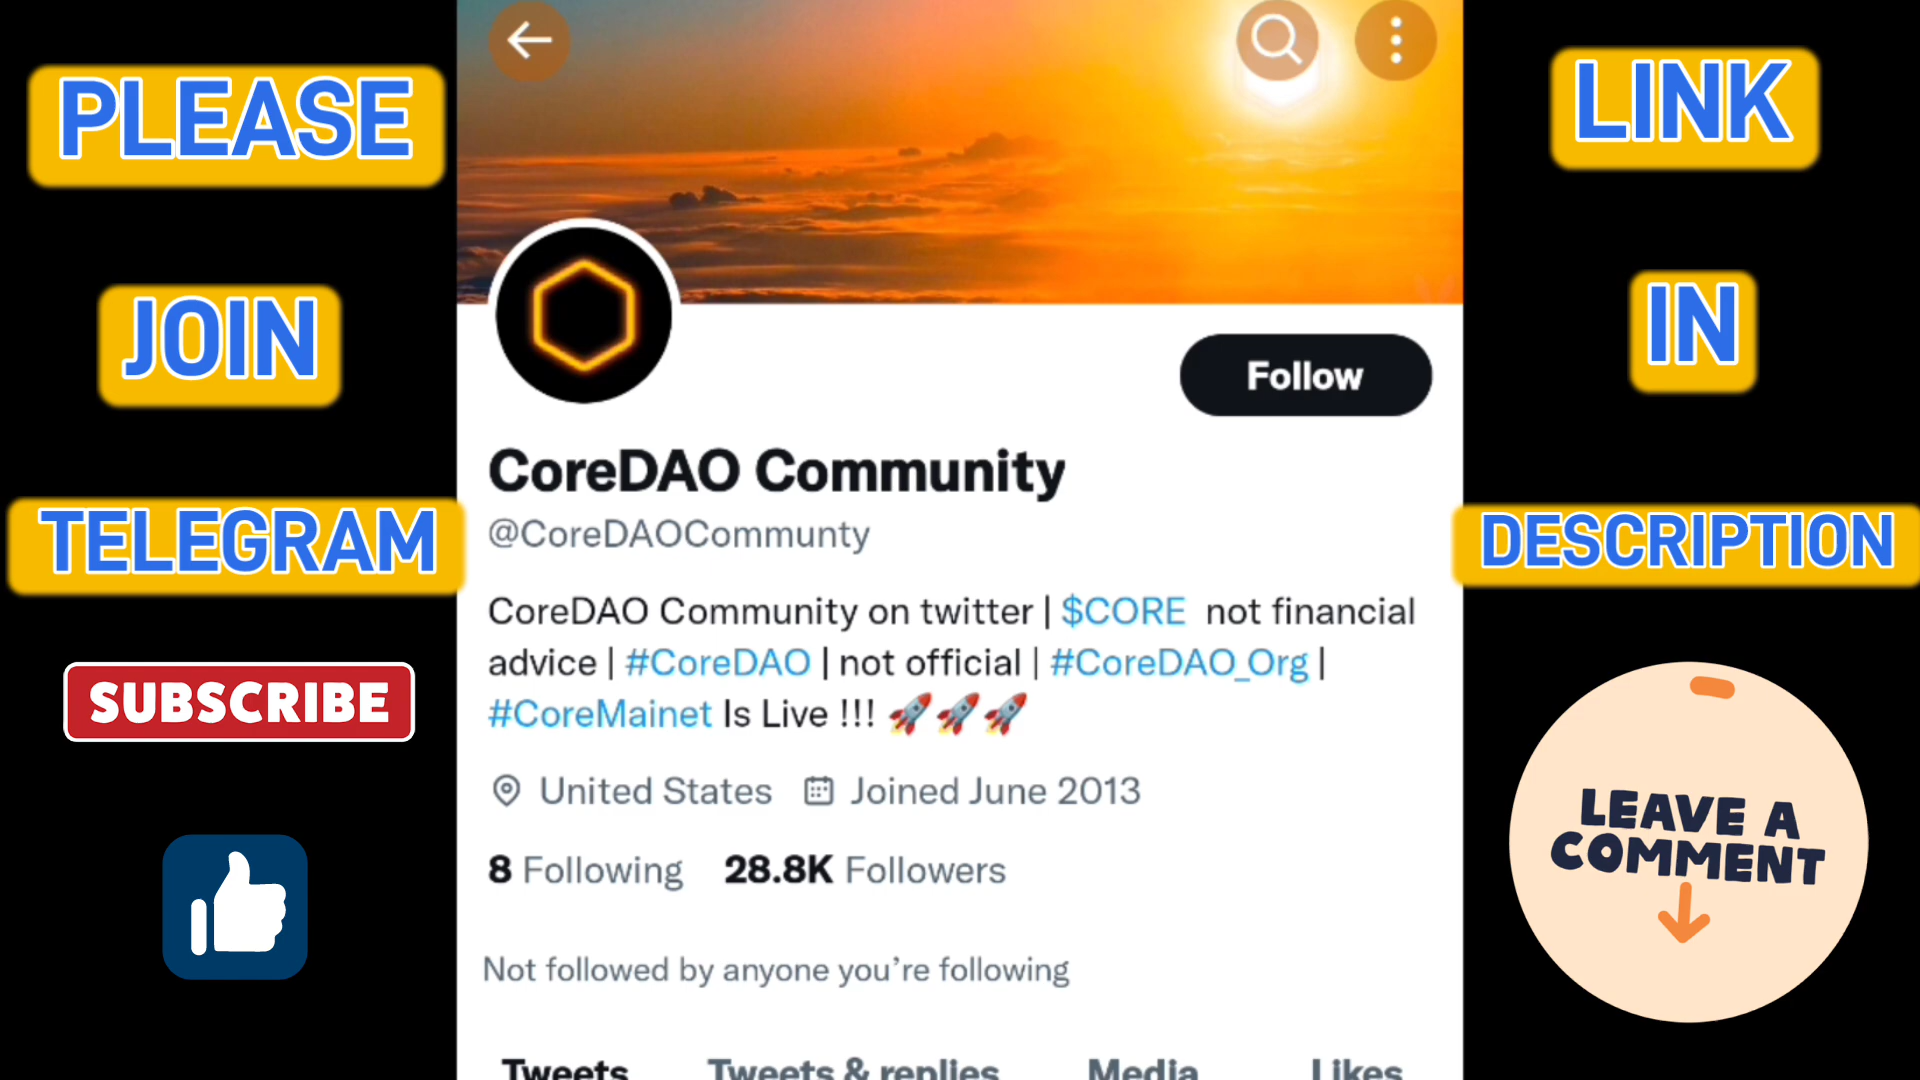 PLEASE
JOIN
TELEGRAM
SUBSCRIBE
Follow
CoreDAO Community
@CoreDAOCommunty
CoreDAO Community on twitter | $CORE not financial
advice | #CoreDAO | not official | #CoreDAO_Org |
#CoreMainet Is Live !!! 🚀🚀🚀
United States Joined June 2013
8 Following 28.8K Followers
Not followed by anyone you’re following
Tweets Tweets & replies Media Likes
LINK
IN
DESCRIPTION
LEAVE A
COMMENT